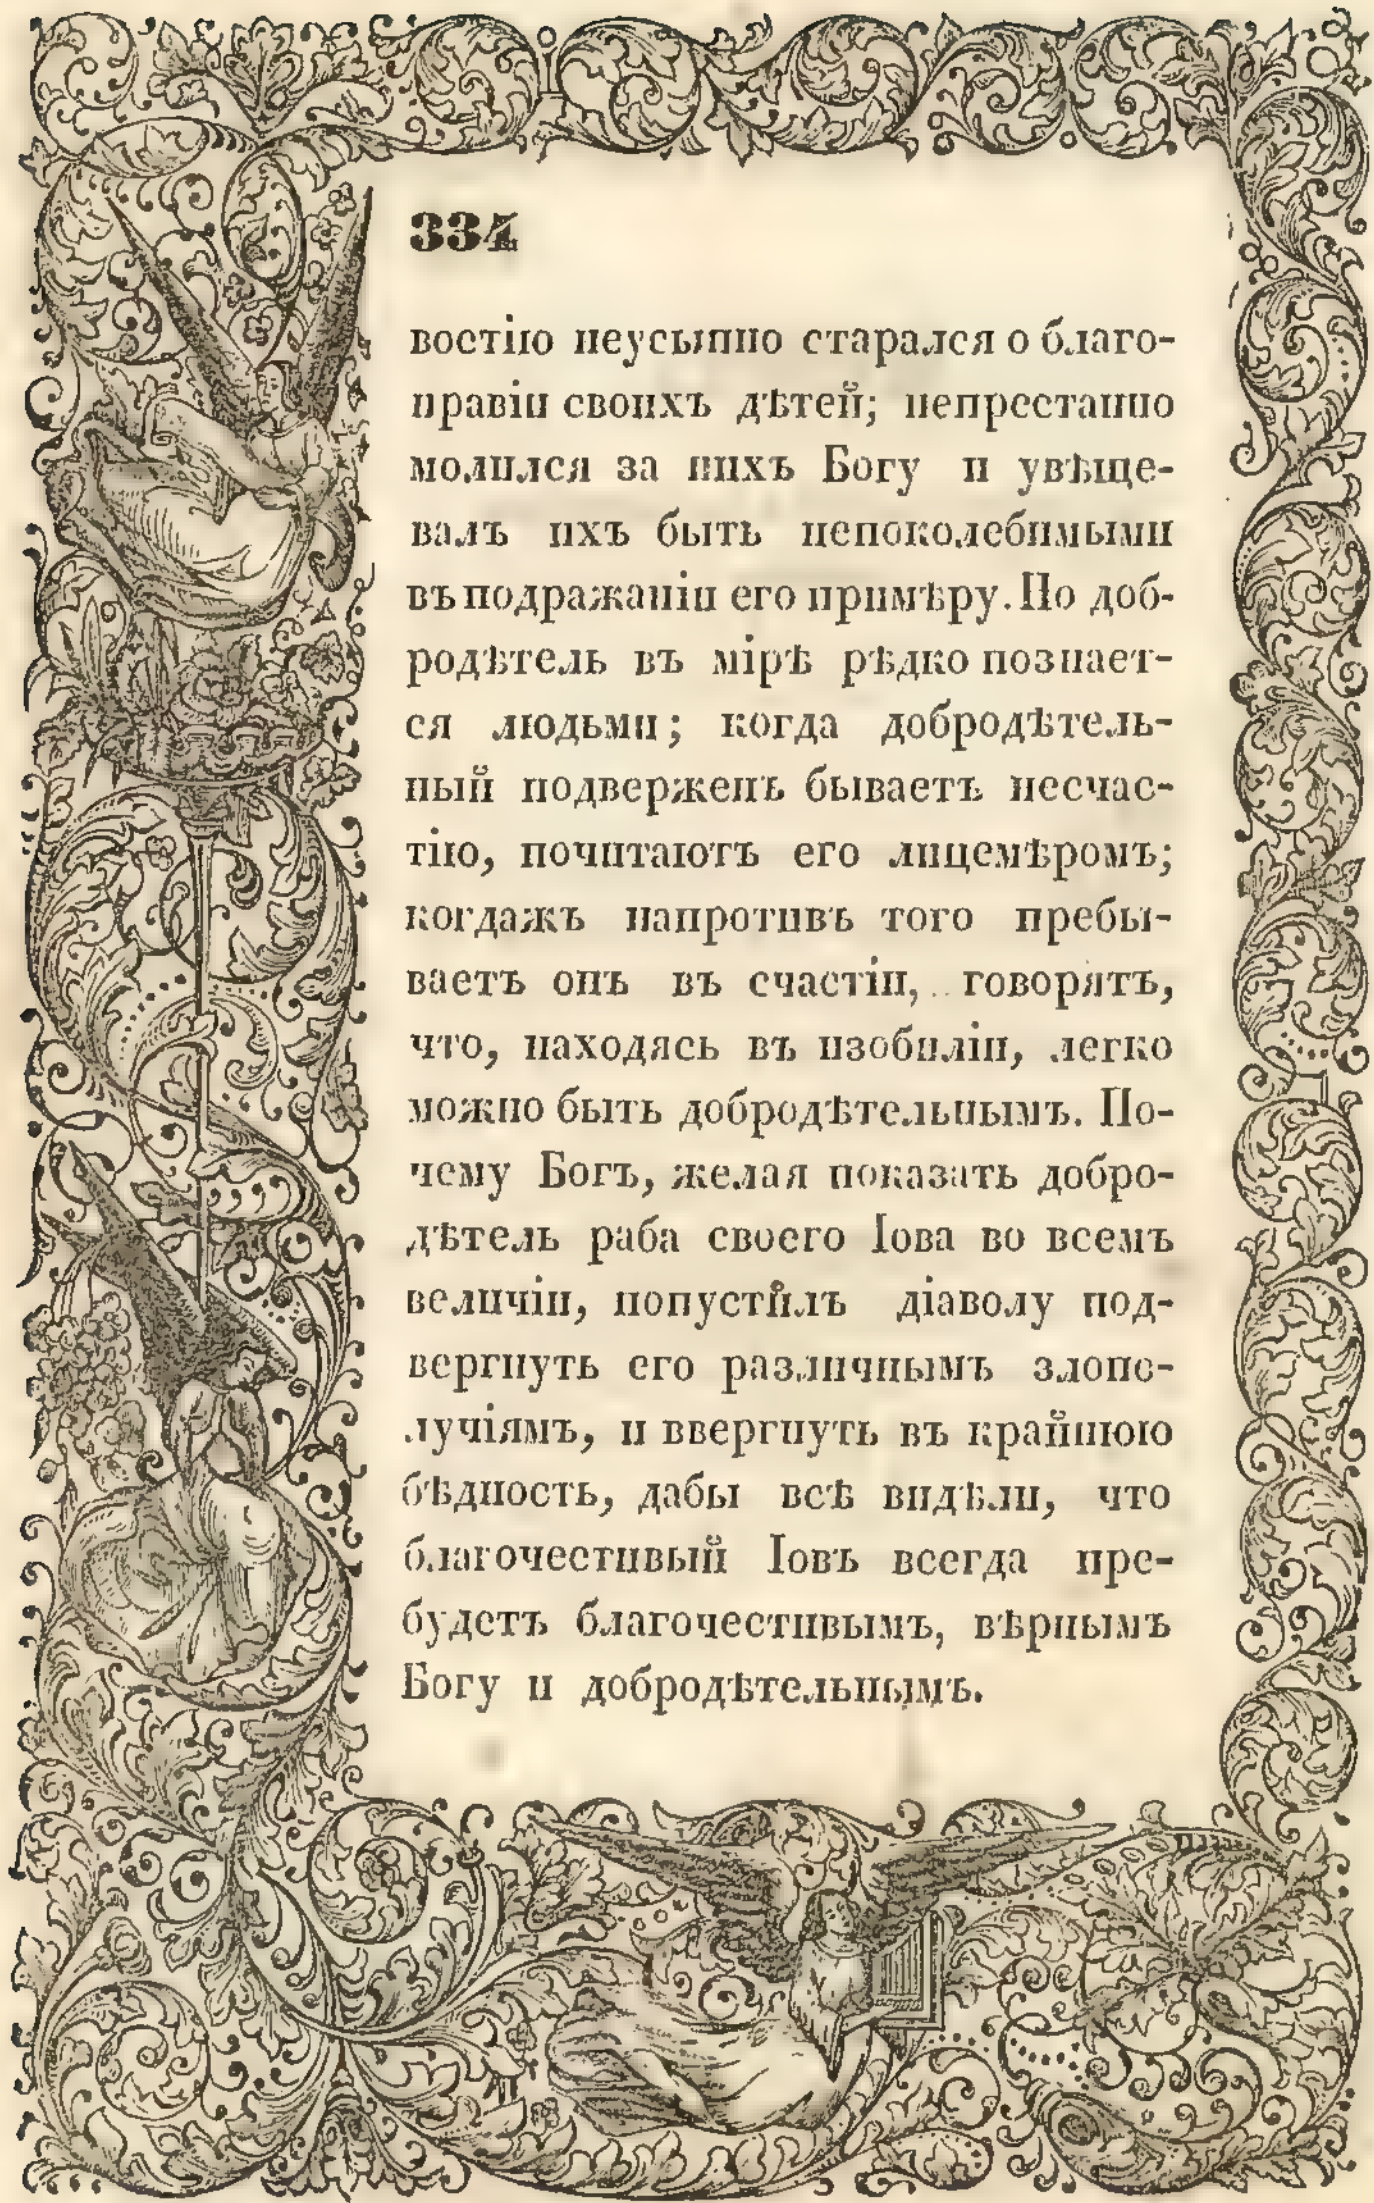 334
востію неусыпно старался о благо-
нравіи своихъ дѣтей; непрестанно
молился за нихъ Богу и увѣще-
валъ ихъ быть непоколебимыми
въ подражаніи его примѣру. Но доб-
родѣтель въ мірѣ рѣдко познает-
ся людьми; когда добродѣтель-
ный подверженъ бываетъ несчас-
тію, почитаютъ его лицемѣромъ;
когдажъ напротивъ того пребы-
ваетъ онъ въ счастіи, говорятъ,
что, находясь въ изобиліи, легко
можно быть добродѣтельнымъ. По-
чему Богъ, желая показать добро-
дѣтель раба своего Іова во всемъ
величіи, попустилъ діаволу под-
вергнуть его различнымъ злопо-
лучіямъ, и ввергнуть въ крайнюю
бѣдность, дабы всѣ видѣли, что
благочестивый Іовъ всегда пре-
будетъ благочестивымъ, вѣрнымъ
Богу и добродѣтельнымъ.